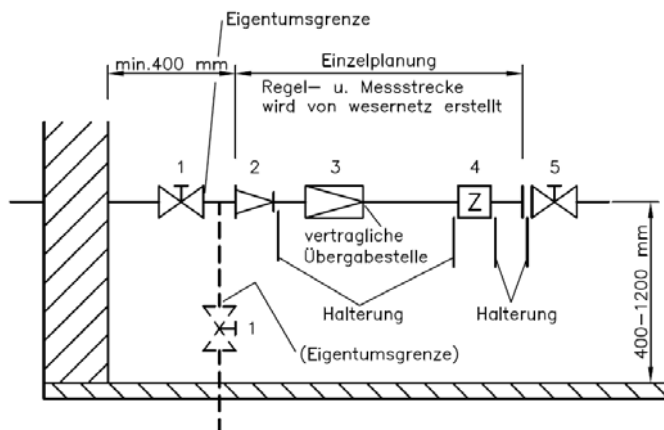 Eigentumsgrenze
min.400 mm
Einzelplanung
Regel– u. Messstrecke
wird von wesernetz erstellt
1
2
3
4
5
Z
vertragliche
Übergabestelle
Halterung
Halterung
1
(Eigentumsgrenze)
400–1200 mm